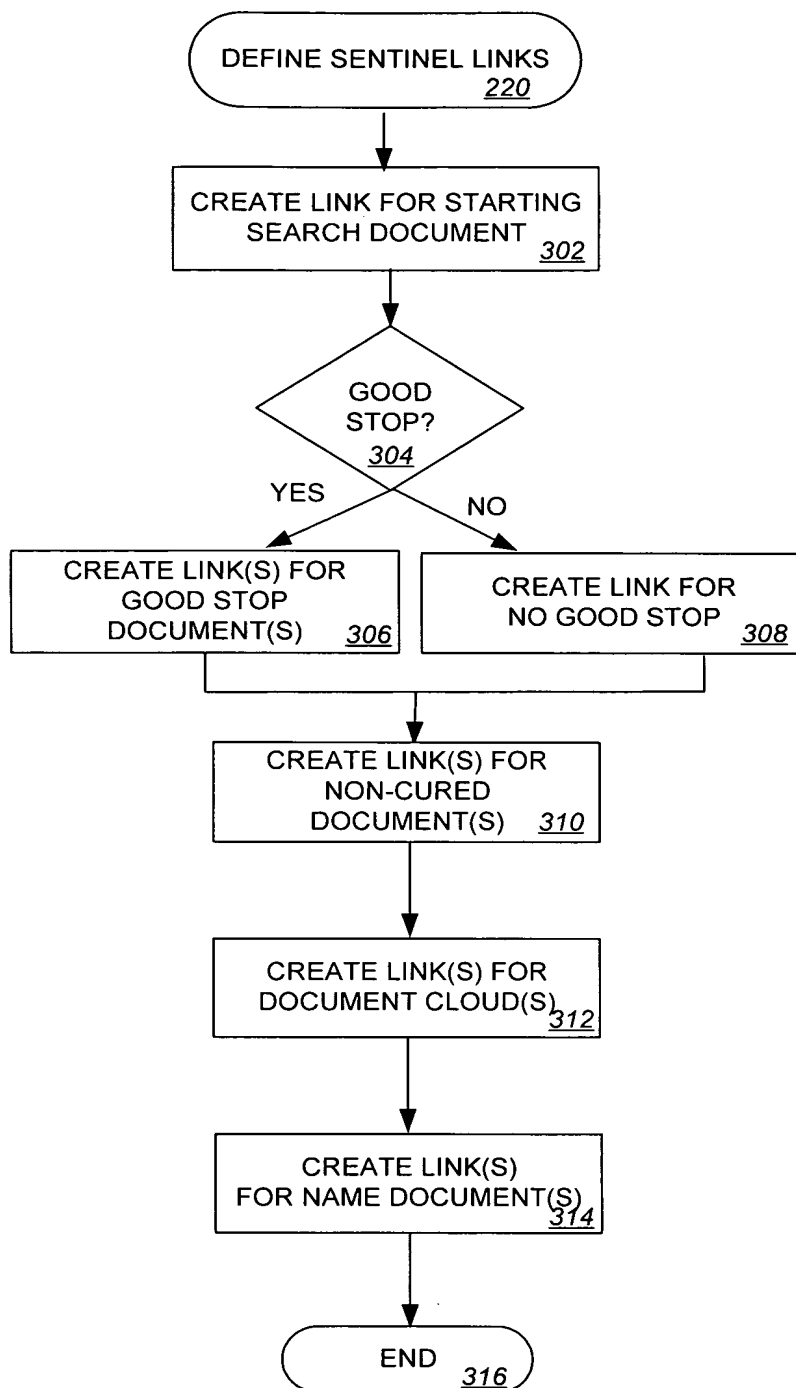 DEFINE SENTINEL LINKS
220
CREATE LINK FOR STARTING
SEARCH DOCUMENT
302
GOOD
STOP?
304
YES
NO
CREATE LINK(S) FOR
GOOD STOP
DOCUMENT(S)
306
CREATE LINK FOR
NO GOOD STOP
308
CREATE LINK(S) FOR
NON-CURED
DOCUMENT(S)
310
CREATE LINK(S) FOR
DOCUMENT CLOUD(S)
312
CREATE LINK(S)
FOR NAME DOCUMENT(S)
314
END
316